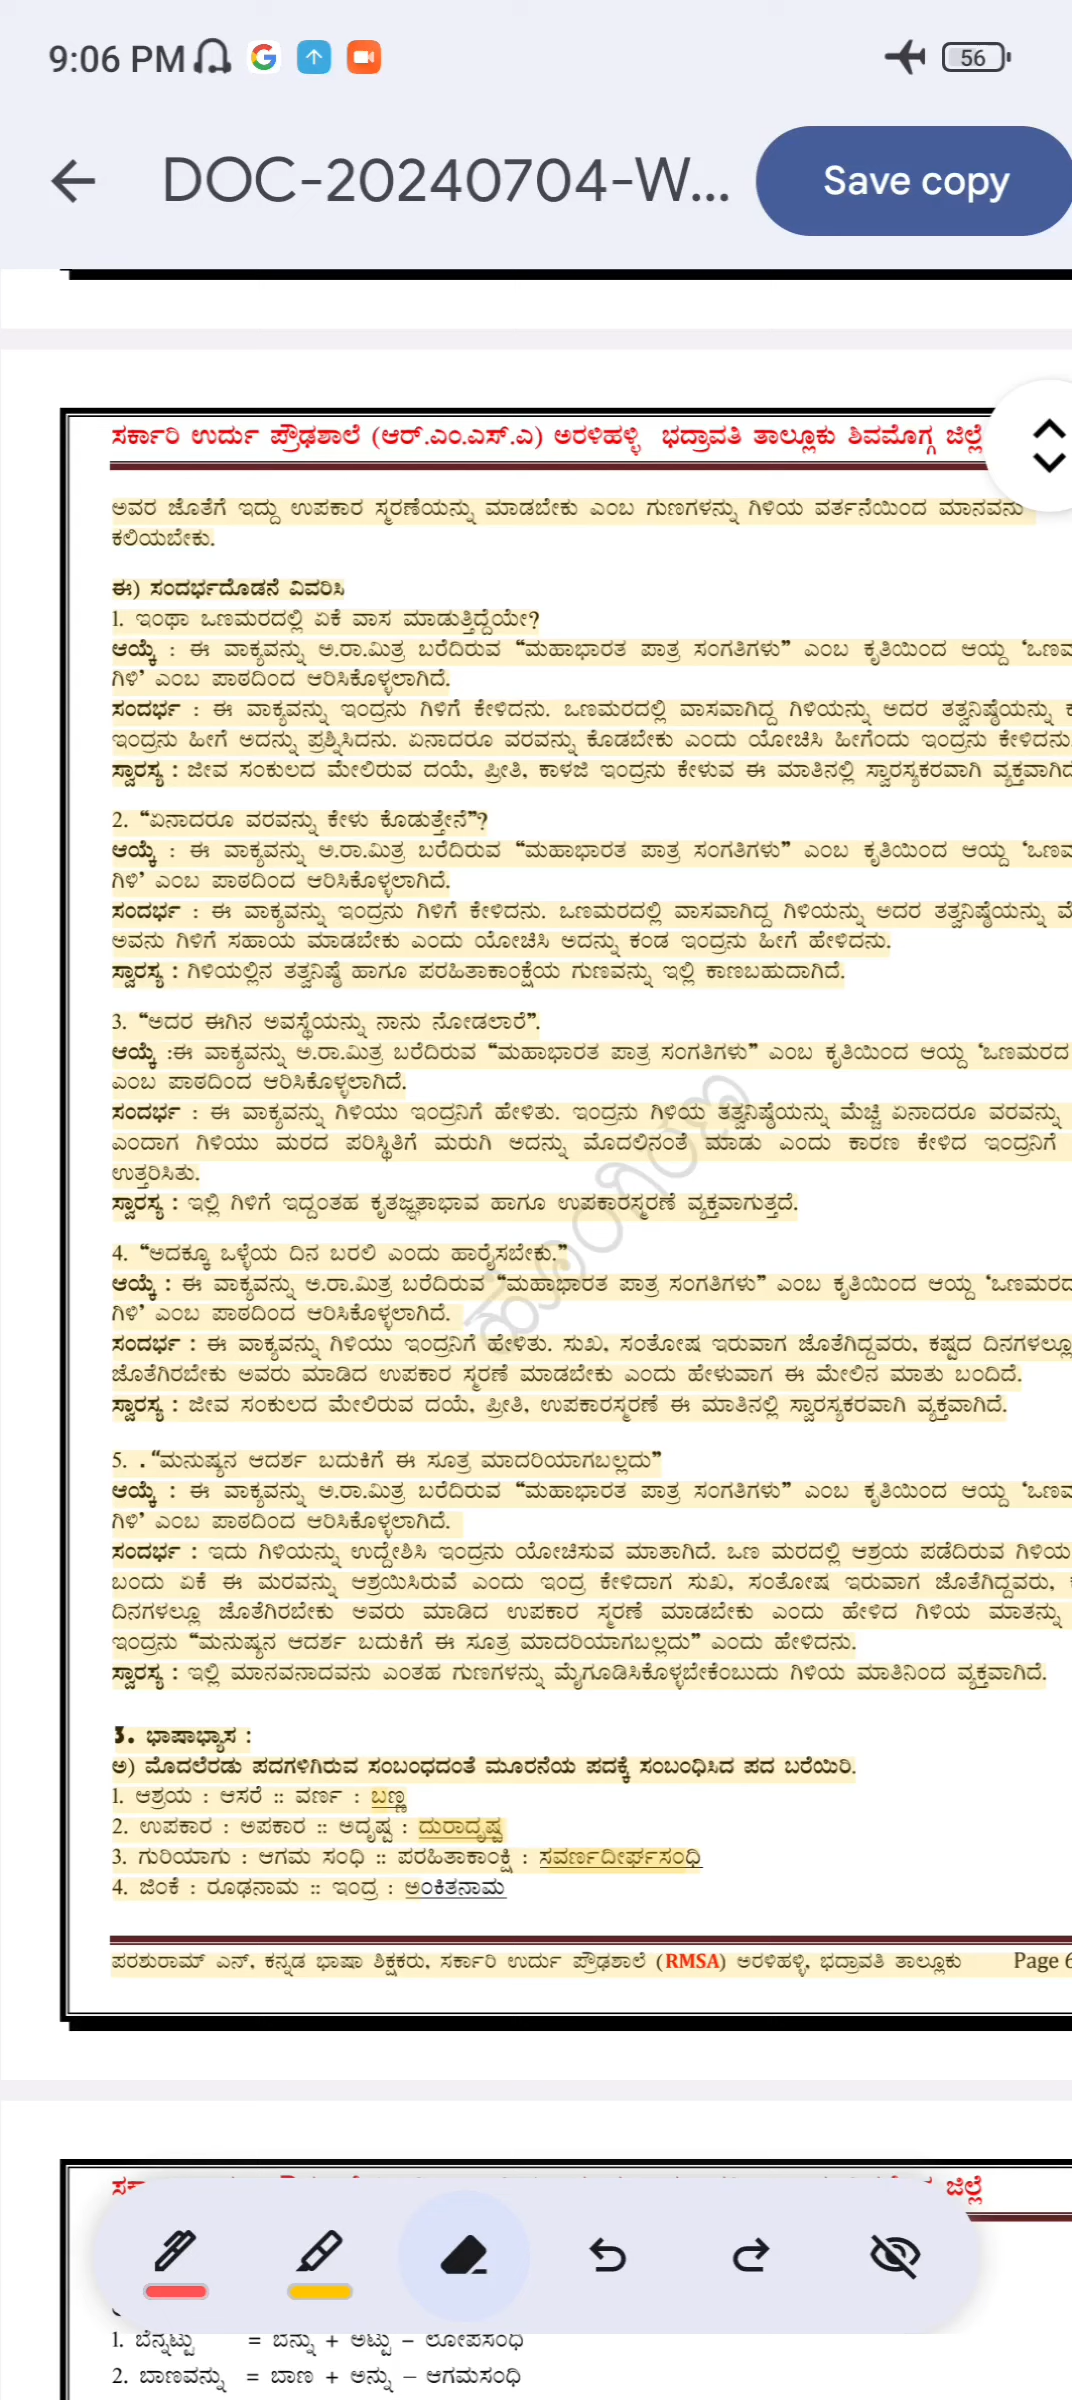 9:06 PM
56
DOC-20240704-W...
Save copy
ಸರ್ಕಾರಿ ಉರ್ದು ಪ್ರೌಢಶಾಲೆ (ಆರ್.ಎಂ.ಎಸ್.ಎ) ಅರಳಿಹಳ್ಳಿ ಭದ್ರಾವತಿ ತಾಲ್ಲೂಕು ಶಿವಮೊಗ್ಗ ಜಿಲ್ಲೆ
ಅವರ ಜೊತೆಗೆ ಇದ್ದು ಉಪಕಾರ ಸ್ಮರಣೆಯನ್ನು ಮಾಡಬೇಕು ಎಂಬ ಗುಣಗಳನ್ನು ಗಿಳಿಯ ವರ್ತನೆಯಿಂದ ಮಾನವನು
ಕಲಿಯಬೇಕು.
ಈ) ಸಂದರ್ಭದೊಡನೆ ವಿವರಿಸಿ
1. ಇಂಥಾ ಒಣಮರದಲ್ಲಿ ಏಕೆ ವಾಸ ಮಾಡುತ್ತಿದ್ದೆಯೇ?
ಆಯ್ಕೆ : ಈ ವಾಕ್ಯವನ್ನು ಅ.ರಾ.ಮಿತ್ರ ಬರೆದಿರುವ “ಮಹಾಭಾರತ ಪಾತ್ರ ಸಂಗತಿಗಳು” ಎಂಬ ಕೃತಿಯಿಂದ ಆಯ್ದ
ಗಿಳಿ’ ಎಂಬ ಪಾಠದಿಂದ ಆರಿಸಿಕೊಳ್ಳಲಾಗಿದೆ.
ಸಂದರ್ಭ : ಈ ವಾಕ್ಯವನ್ನು ಇಂದ್ರನು ಗಿಳಿಗೆ ಕೇಳಿದನು. ಒಣಮರದಲ್ಲಿ ವಾಸವಾಗಿದ್ದ ಗಿಳಿಯನ್ನು ಅದರ ತತ್ವನಿಷ್ಠೆಯನ್ನು
ಇಂದ್ರನು ಹೀಗೆ ಅದನ್ನು ಪ್ರಶ್ನಿಸಿದನು. ಏನಾದರೂ ವರವನ್ನು ಕೊಡಬೇಕು ಎಂದು ಯೋಚಿಸಿ ಹೀಗೆಂದು ಇಂದ್ರನು ಕೇಳಿದನು
ಸ್ವಾರಸ್ಯ : ಜೀವ ಸಂಕುಲದ ಮೇಲಿರುವ ದಯೆ, ಪ್ರೀತಿ, ಕಾಳಜಿ ಇಂದ್ರನು ಕೇಳುವ ಈ ಮಾತಿನಲ್ಲಿ ಸ್ವಾರಸ್ಯಕರವಾಗಿ
2. “ಏನಾದರೂ ವರವನ್ನು ಕೇಳು ಕೊಡುತ್ತೇನೆ”?
ಆಯ್ಕೆ : ಈ ವಾಕ್ಯವನ್ನು ಅ.ರಾ.ಮಿತ್ರ ಬರೆದಿರುವ “ಮಹಾಭಾರತ ಪಾತ್ರ ಸಂಗತಿಗಳು” ಎಂಬ ಕೃತಿಯಿಂದ ಆಯ್ದ
ಗಿಳಿ’ ಎಂಬ ಪಾಠದಿಂದ ಆರಿಸಿಕೊಳ್ಳಲಾಗಿದೆ.
ಸಂದರ್ಭ : ಈ ವಾಕ್ಯವನ್ನು ಇಂದ್ರನು ಗಿಳಿಗೆ ಕೇಳಿದನು. ಒಣಮರದಲ್ಲಿ ವಾಸವಾಗಿದ್ದ ಗಿಳಿಯನ್ನು ಅದರ ತತ್ವನಿಷ್ಠೆಯನ್ನು
ಅವನು ಗಿಳಿಗೆ ಸಹಾಯ ಮಾಡಬೇಕು ಎಂದು ಯೋಚಿಸಿ ಅದನ್ನು ಕಂಡ ಇಂದ್ರನು ಹೀಗೆ ಹೇಳಿದನು.
ಸ್ವಾರಸ್ಯ : ಗಿಳಿಯಲ್ಲಿನ ತತ್ವನಿಷ್ಠೆ ಹಾಗೂ ಪರಹಿತಾಕಾಂಕ್ಷೆಯ ಗುಣವನ್ನು ಇಲ್ಲಿ ಕಾಣಬಹುದಾಗಿದೆ.
3. “ಅದರ ಈಗಿನ ಅವಸ್ಥೆಯನ್ನು ನಾನು ನೋಡಲಾರೆ”.
ಆಯ್ಕೆ :ಈ ವಾಕ್ಯವನ್ನು ಅ.ರಾ.ಮಿತ್ರ ಬರೆದಿರುವ “ಮಹಾಭಾರತ ಪಾತ್ರ ಸಂಗತಿಗಳು” ಎಂಬ ಕೃತಿಯಿಂದ ಆಯ್ದ ‘ಒಣಮರದ
ಎಂಬ ಪಾಠದಿಂದ ಆರಿಸಿಕೊಳ್ಳಲಾಗಿದೆ.
ಸಂದರ್ಭ : ಈ ವಾಕ್ಯವನ್ನು ಗಿಳಿಯು ಇಂದ್ರನಿಗೆ ಹೇಳಿತು. ಇಂದ್ರನು ಗಿಳಿಯ ತತ್ವನಿಷ್ಠೆಯನ್ನು ಮೆಚ್ಚಿ ಏನಾದರೂ ವರವನ್ನು
ಎಂದಾಗ ಗಿಳಿಯು ಮರದ ಪರಿಸ್ಥಿತಿಗೆ ಮರುಗಿ ಅದನ್ನು ಮೊದಲಿನಂತೆ ಮಾಡು ಎಂದು ಕಾರಣ ಕೇಳಿದ ಇಂದ್ರನಿಗೆ
ಉತ್ತರಿಸಿತು.
ಸ್ವಾರಸ್ಯ : ಇಲ್ಲಿ ಗಿಳಿಗೆ ಇದ್ದಂತಹ ಕೃತಜ್ಞತಾಭಾವ ಹಾಗೂ ಉಪಕಾರಸ್ಮರಣೆ ವ್ಯಕ್ತವಾಗುತ್ತದೆ.
4. “ಅದಕ್ಕೂ ಒಳ್ಳೆಯ ದಿನ ಬರಲಿ ಎಂದು ಹಾರೈಸಬೇಕು.”
ಆಯ್ಕೆ : ಈ ವಾಕ್ಯವನ್ನು ಅ.ರಾ.ಮಿತ್ರ ಬರೆದಿರುವ “ಮಹಾಭಾರತ ಪಾತ್ರ ಸಂಗತಿಗಳು” ಎಂಬ ಕೃತಿಯಿಂದ ಆಯ್ದ ‘ಒಣಮರದ
ಗಿಳಿ’ ಎಂಬ ಪಾಠದಿಂದ ಆರಿಸಿಕೊಳ್ಳಲಾಗಿದೆ.
ಸಂದರ್ಭ : ಈ ವಾಕ್ಯವನ್ನು ಗಿಳಿಯು ಇಂದ್ರನಿಗೆ ಹೇಳಿತು. ಸುಖ, ಸಂತೋಷ ಇರುವಾಗ ಜೊತೆಗಿದ್ದವರು, ಕಷ್ಟದ ದಿನಗಳಲ್ಲೂ
ಜೊತೆಗಿರಬೇಕು ಅವರು ಮಾಡಿದ ಉಪಕಾರ ಸ್ಮರಣೆ ಮಾಡಬೇಕು ಎಂದು ಹೇಳುವಾಗ ಈ ಮೇಲಿನ ಮಾತು ಬಂದಿದೆ.
ಸ್ವಾರಸ್ಯ : ಜೀವ ಸಂಕುಲದ ಮೇಲಿರುವ ದಯೆ, ಪ್ರೀತಿ, ಉಪಕಾರಸ್ಮರಣೆ ಈ ಮಾತಿನಲ್ಲಿ ಸ್ವಾರಸ್ಯಕರವಾಗಿ ವ್ಯಕ್ತವಾಗಿದೆ.
5. . “ಮನುಷ್ಯನ ಆದರ್ಶ ಬದುಕಿಗೆ ಈ ಸೂತ್ರ ಮಾದರಿಯಾಗಬಲ್ಲದು”
ಆಯ್ಕೆ : ಈ ವಾಕ್ಯವನ್ನು ಅ.ರಾ.ಮಿತ್ರ ಬರೆದಿರುವ “ಮಹಾಭಾರತ ಪಾತ್ರ ಸಂಗತಿಗಳು” ಎಂಬ ಕೃತಿಯಿಂದ ಆಯ್ದ
ಗಿಳಿ’ ಎಂಬ ಪಾಠದಿಂದ ಆರಿಸಿಕೊಳ್ಳಲಾಗಿದೆ.
ಸಂದರ್ಭ : ಇದು ಗಿಳಿಯನ್ನು ಉದ್ದೇಶಿಸಿ ಇಂದ್ರನು ಯೋಚಿಸುವ ಮಾತಾಗಿದೆ. ಒಣ ಮರದಲ್ಲಿ ಆಶ್ರಯ ಪಡೆದಿರುವ ಗಿಳಿಯ
ಬಂದು ಏಕೆ ಈ ಮರವನ್ನು ಆಶ್ರಯಿಸಿರುವೆ ಎಂದು ಇಂದ್ರ ಕೇಳಿದಾಗ ಸುಖ, ಸಂತೋಷ ಇರುವಾಗ ಜೊತೆಗಿದ್ದವರು,
ದಿನಗಳಲ್ಲೂ ಜೊತೆಗಿರಬೇಕು ಅವರು ಮಾಡಿದ ಉಪಕಾರ ಸ್ಮರಣೆ ಮಾಡಬೇಕು ಎಂದು ಹೇಳಿದ ಗಿಳಿಯ ಮಾತನ್ನು
ಇಂದ್ರನು “ಮನುಷ್ಯನ ಆದರ್ಶ ಬದುಕಿಗೆ ಈ ಸೂತ್ರ ಮಾದರಿಯಾಗಬಲ್ಲದು” ಎಂದು ಹೇಳಿದನು.
ಸ್ವಾರಸ್ಯ : ಇಲ್ಲಿ ಮಾನವನಾದವನು ಎಂತಹ ಗುಣಗಳನ್ನು ಮೈಗೂಡಿಸಿಕೊಳ್ಳಬೇಕೆಂಬುದು ಗಿಳಿಯ ಮಾತಿನಿಂದ ವ್ಯಕ್ತವಾಗಿದೆ.
3. ಭಾಷಾಭ್ಯಾಸ :
ಅ) ಮೊದಲೆರಡು ಪದಗಳಿಗಿರುವ ಸಂಬಂಧದಂತೆ ಮೂರನೆಯ ಪದಕ್ಕೆ ಸಂಬಂಧಿಸಿದ ಪದ ಬರೆಯಿರಿ.
1. ಆಶ್ರಯ : ಆಸರೆ :: ವರ್ಣ : ಬಣ್ಣ
2. ಉಪಕಾರ : ಅಪಕಾರ :: ಅದೃಷ್ಟ : ದುರಾದೃಷ್ಟ
3. ಗುರಿಯಾಗು : ಆಗಮ ಸಂಧಿ :: ಪರಹಿತಾಕಾಂಕ್ಷಿ : ಸವರ್ಣದೀರ್ಘಸಂಧಿ
4. ಜಿಂಕೆ : ರೂಢನಾಮ :: ಇಂದ್ರ : ಅಂಕಿತನಾಮ
ಪರಶುರಾಮ್ ಎನ್. ಕನ್ನಡ ಭಾಷಾ ಶಿಕ್ಷಕರು, ಸರ್ಕಾರಿ ಉರ್ದು ಪ್ರೌಢಶಾಲೆ (RMSA) ಅರಳಿಹಳ್ಳಿ, ಭದ್ರಾವತಿ ತಾಲ್ಲೂಕು Page 6
ಜಿಲ್ಲೆ
1. ಬೆನ್ನಟ್ಟು = ಬೆನ್ನು + ಅಟ್ಟು – ಲೋಪಸಂಧಿ
2. ಬಾಣವನ್ನು = ಬಾಣ + ಅನ್ನು – ಆಗಮಸಂಧಿ